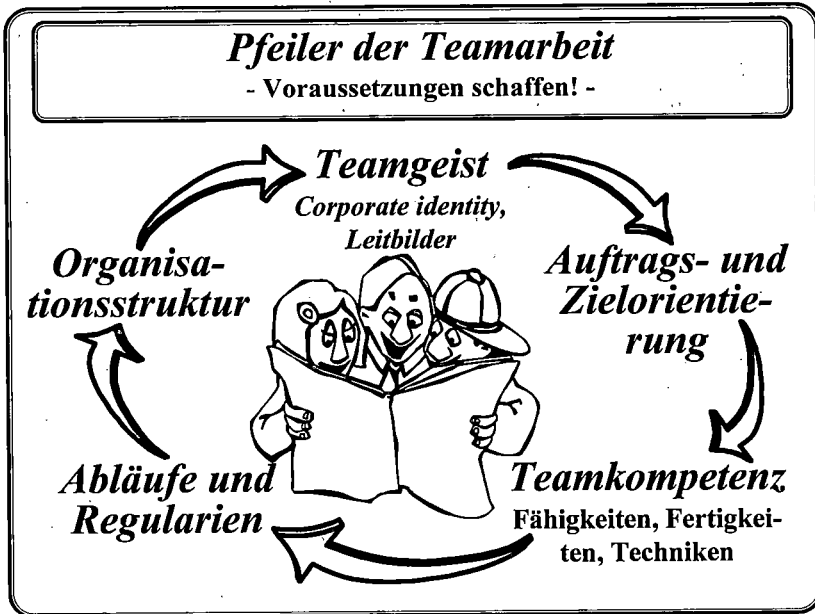 Pfeiler der Teamarbeit
- Voraussetzungen schaffen! -
Teamgeist
Corporate identity,
Leitbilder
Auftrags- und
Zielorientie-
rung
Teamkompetenz
Fähigkeiten, Fertigkei-
ten, Techniken
Abläufe und
Regularien
Organisa-
tionsstruktur